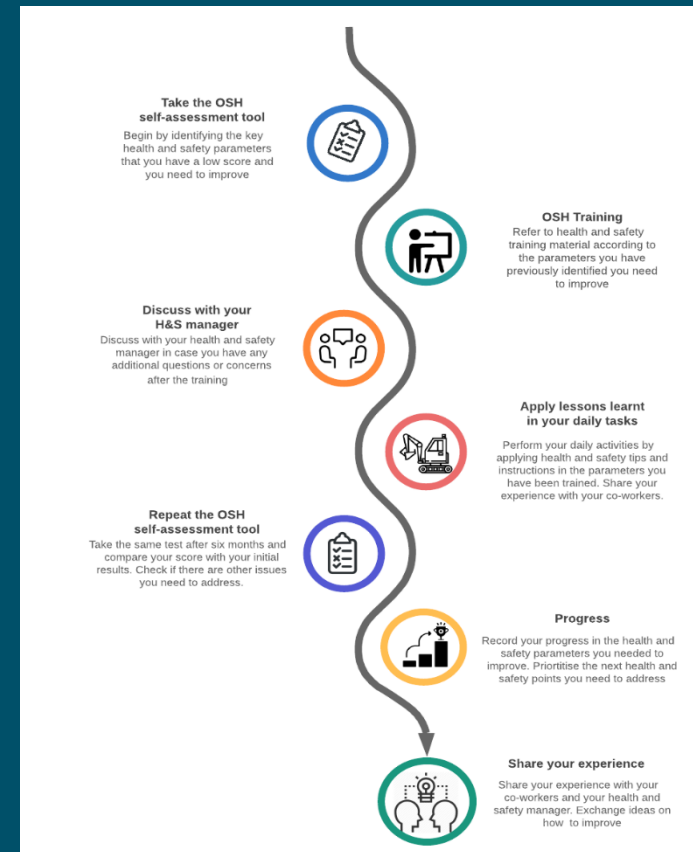 Take the OSH
self-assessment tool
Begin by identifying the key
health and safety parameters
that you have a low score and
you need to improve
OSH Training
Refer to health and safety
training material according to
the parameters you have
previously identified you need
to improve
Discuss with your
H&S manager
Discuss with your health and safety
manager in case you have any
additional questions or concerns
after the training
Apply lessons learnt
in your daily tasks
Perform your daily activities by
applying health and safety tips and
instructions in the parameters you
have been trained. Share your
experience with your co-workers.
Repeat the OSH
self-assessment tool
Take the same test after six months and
compare your score with your initial
results. Check if there are other issues
you need to address.
Progress
Record your progress in the health and
safety parameters you needed to
improve. Prioritise the next health and
safety points you need to address
Share your experience
Share your experience with your
co-workers and your health and
safety manager. Exchange ideas on
how to improve